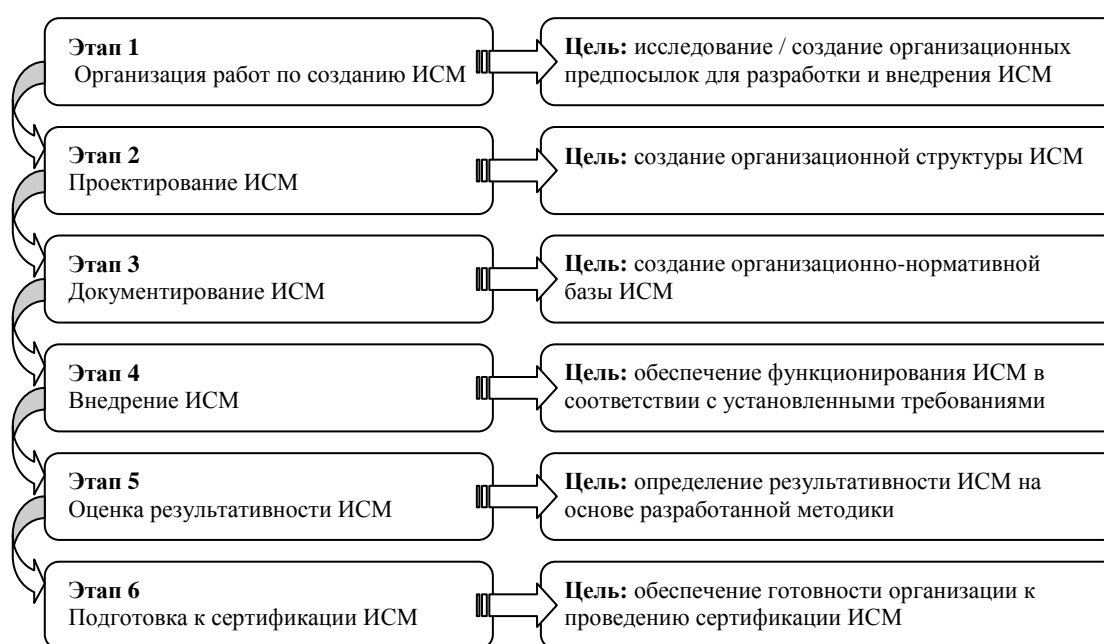 Этап 1
Организация работ по созданию ИСМ
Цель: исследование / создание организационных
предпосылок для разработки и внедрения ИСМ
Этап 2
Проектирование ИСМ
Цель: создание организационной структуры ИСМ
Этап 3
Документирование ИСМ
Цель: создание организационно-нормативной
базы ИСМ
Этап 4
Внедрение ИСМ
Цель: обеспечение функционирования ИСМ в
соответствии с установленными требованиями
Этап 5
Оценка результативности ИСМ
Цель: определение результативности ИСМ на
основе разработанной методики
Этап 6
Подготовка к сертификации ИСМ
Цель: обеспечение готовности организации к
проведению сертификации ИСМ